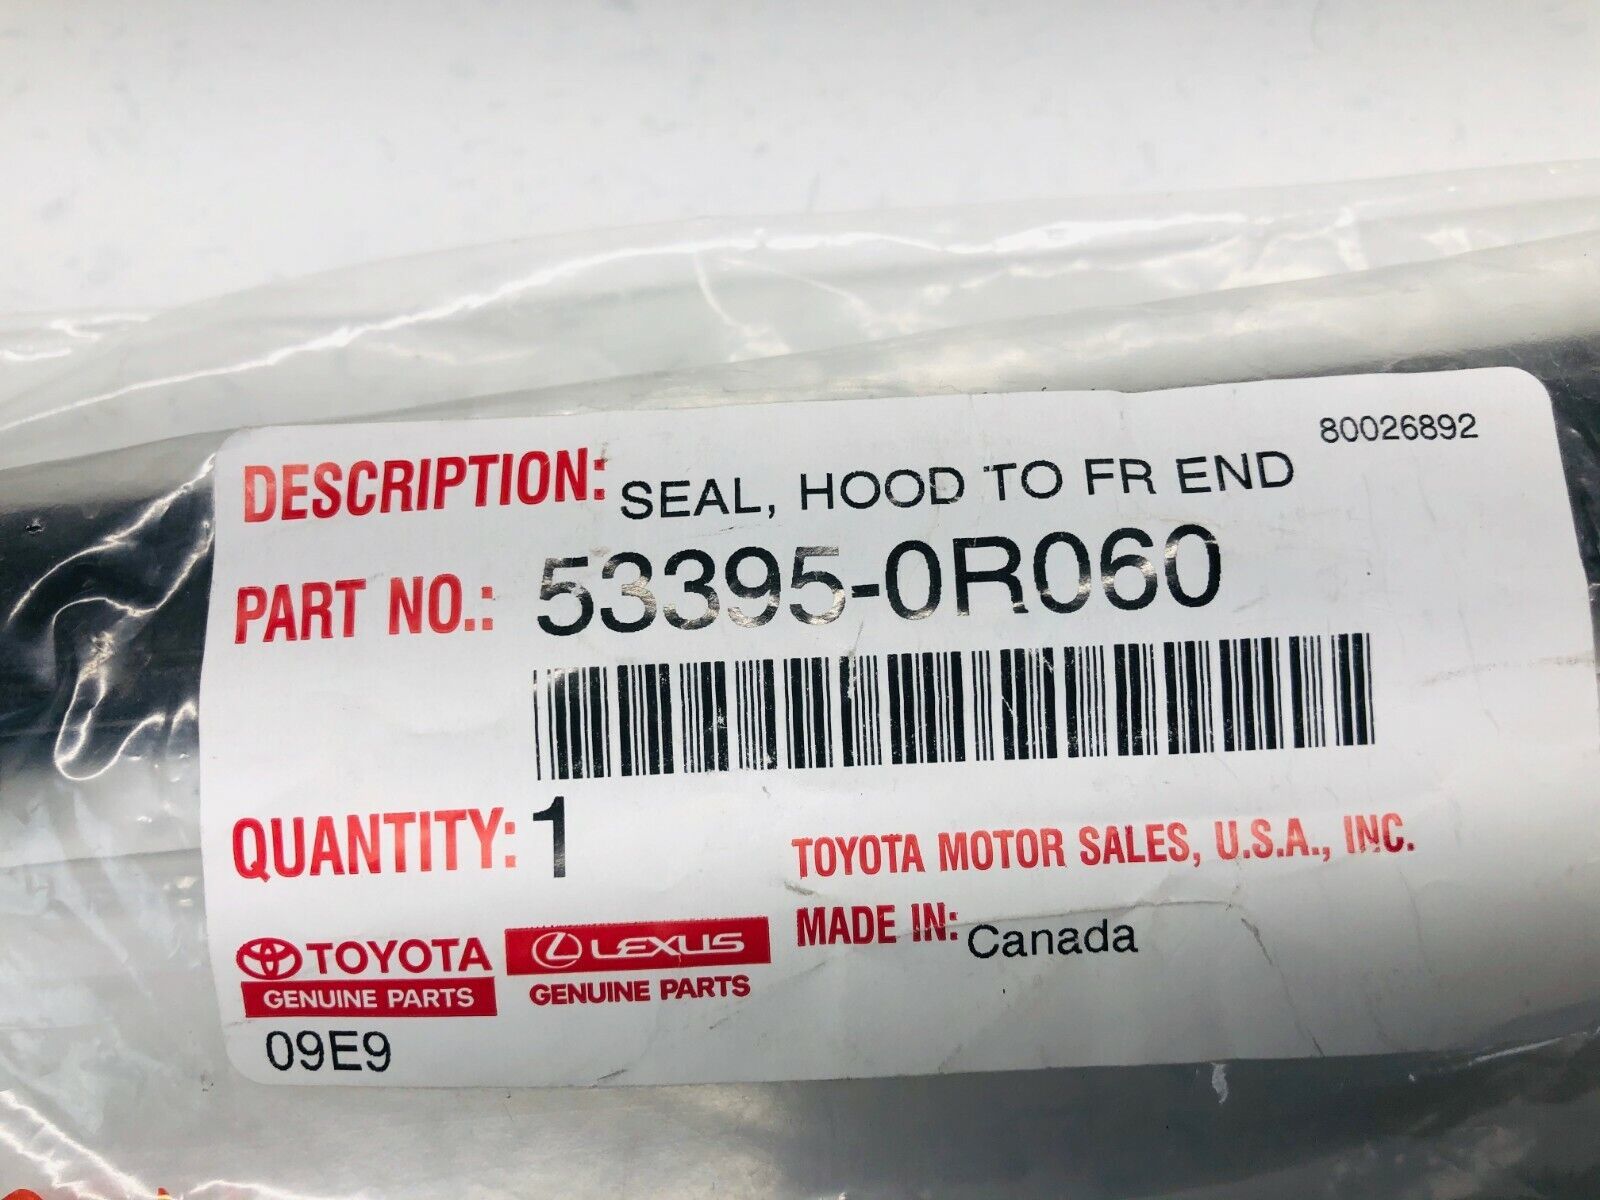 80026892
DESCRIPTION: SEAL, HOOD TO FR END
PART NO.: 53395-0R060
QUANTITY: 1
TOYOTA MOTOR SALES, U.S.A., INC.
MADE IN: Canada
TOYOTA
GENUINE PARTS
LEXUS
GENUINE PARTS
09E9